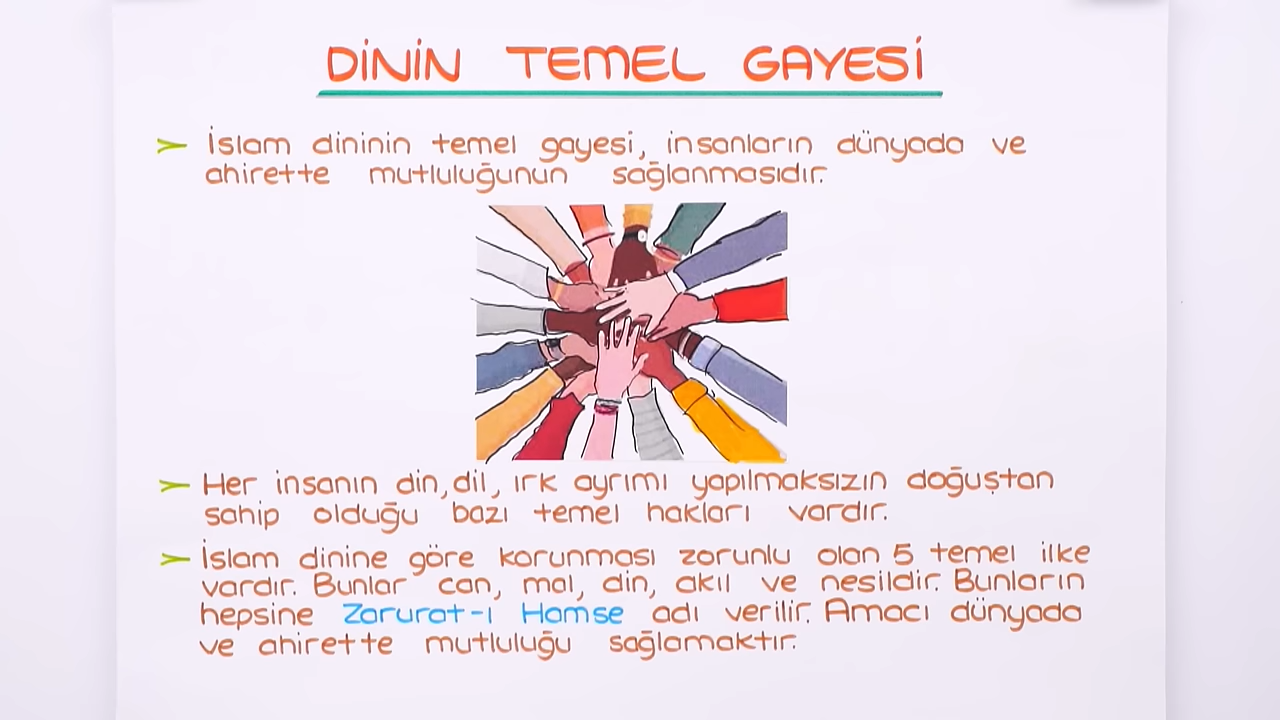 DİNİN TEMEL GAYESİ
➢ İslam dininin temel gayesi, insanların dünyada ve
ahirette mutluluğunun sağlanmasıdır.
➢ Her insanın din, dil, ırk ayrımı yapılmaksızın doğuştan
sahip olduğu bazı temel hakları vardır.
➢ İslam dinine göre korunması zorunlu olan 5 temel ilke
vardır. Bunlar can, mal, din, akıl ve nesildir. Bunların
hepsine Zarurat-ı Hamse adı verilir. Amacı dünyada
ve ahirette mutluluğu sağlamaktır.